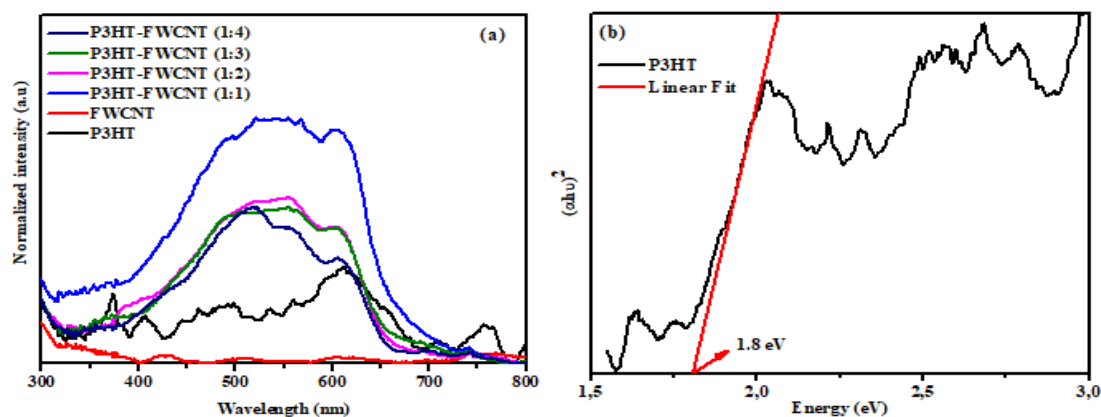 P3HT-FWCNT (1:4)
P3HT-FWCNT (1:3)
P3HT-FWCNT (1:2)
P3HT-FWCNT (1:1)
FWCNT
P3HT
(a)
Normalized intensity (a.u)
300 400 500 600 700 800
Wavelength (nm)
(b)
P3HT
Linear Fit
(αhυ)²
1.8 eV
1,5 2,0 2,5 3,0
Energy (eV)